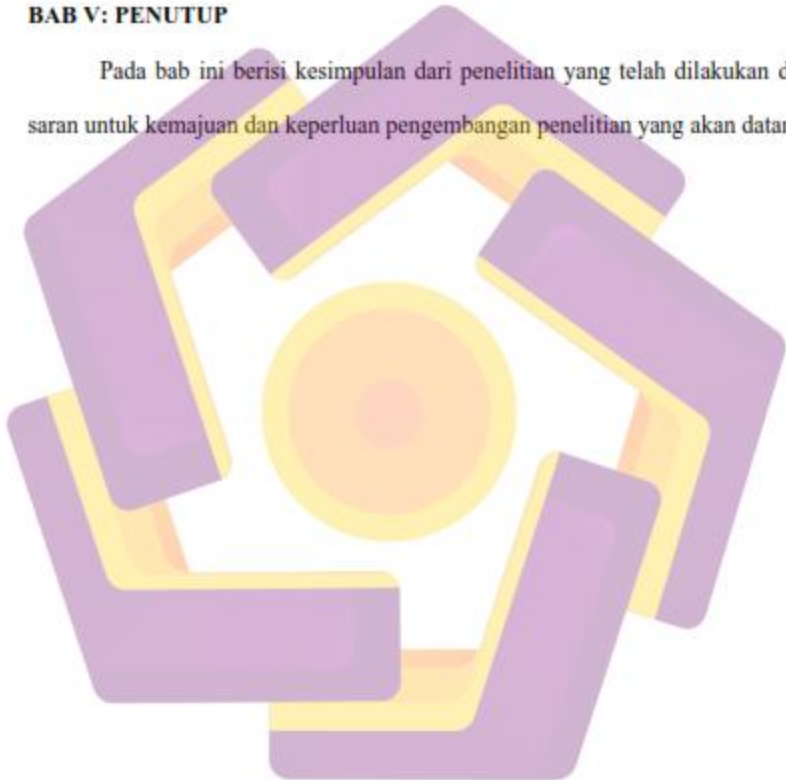 BAB V: PENUTUP
Pada bab ini berisi kesimpulan dari penelitian yang telah dilakukan d
saran untuk kemajuan dan keperluan pengembangan penelitian yang akan datan